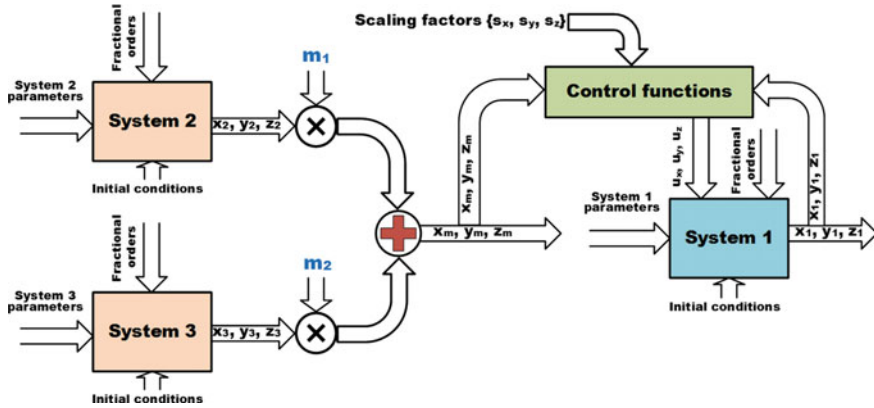 Scaling factors {sx, sy, sz}
Fractional
orders
m1
System 2
parameters
System 2
x2, y2, z2
×
Initial conditions
Control functions
xm, ym, zm
ux, uy, uz
Fractional
orders
x1, y1, z1
System 1
parameters
System 1
x1, y1, z1
Initial conditions
xm, ym, zm
Fractional
orders
m2
System 3
parameters
System 3
x3, y3, z3
×
Initial conditions